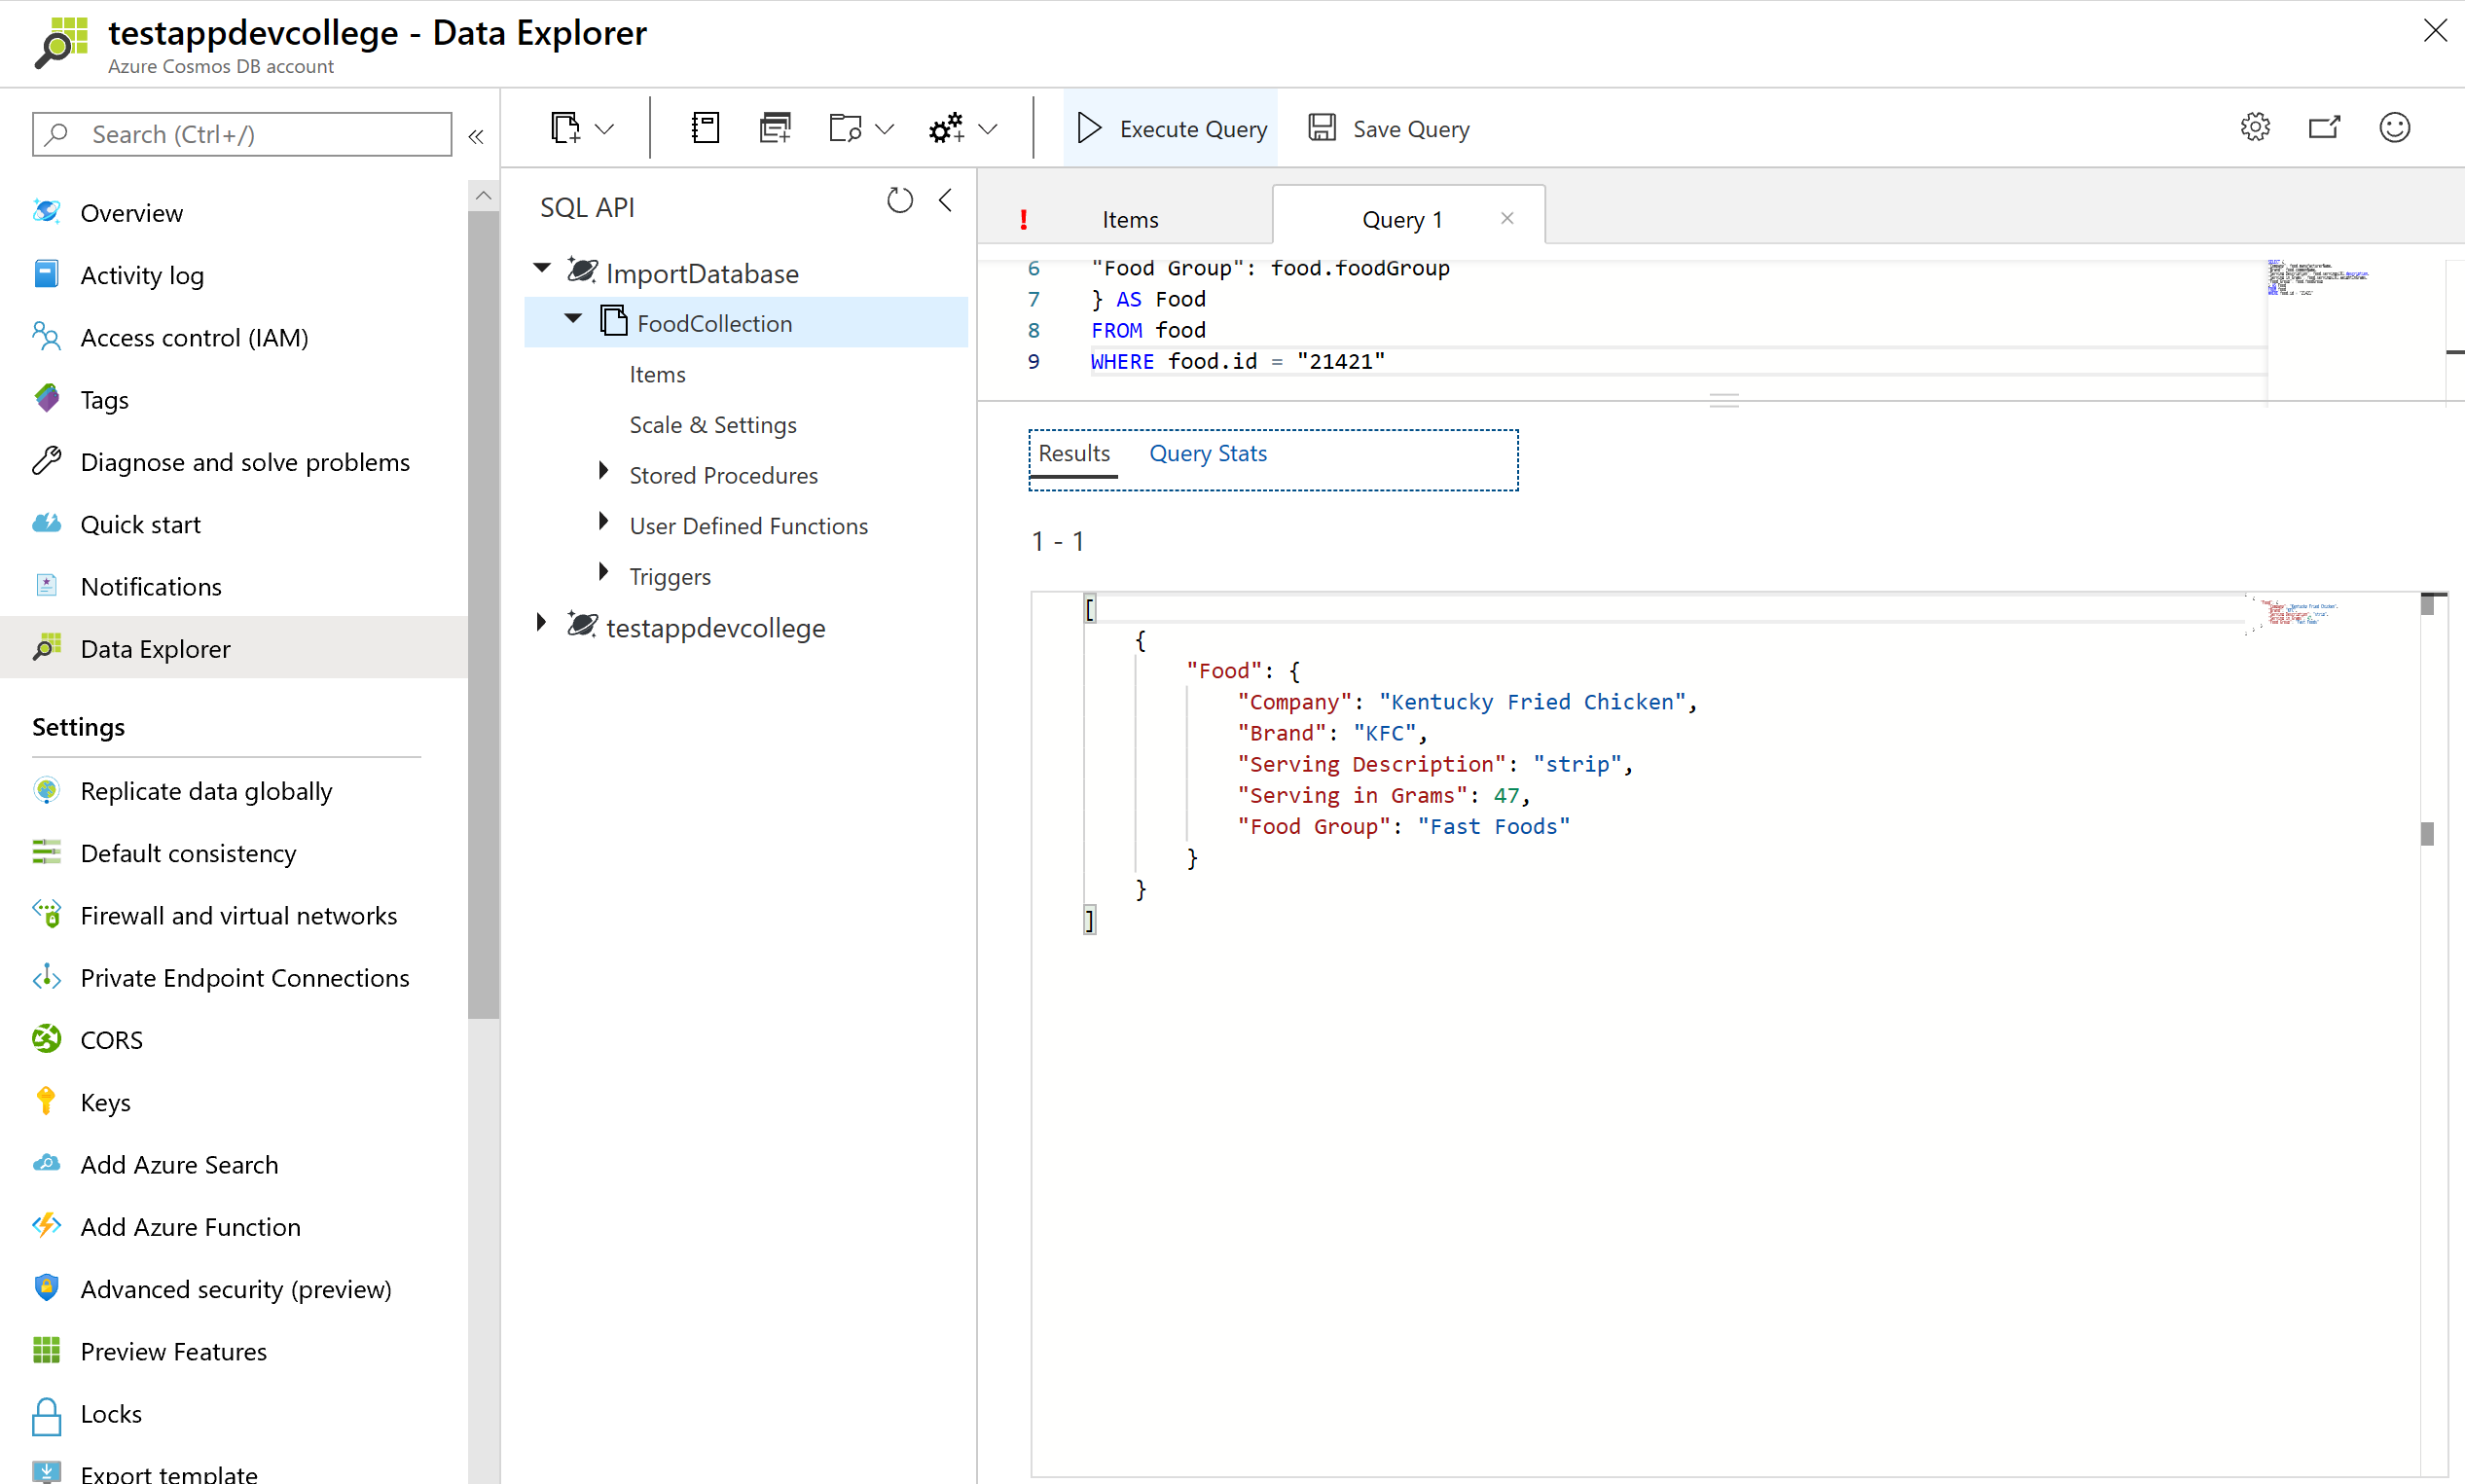 testappdevcollege - Data Explorer
Azure Cosmos DB account
Search (Ctrl+/)
«
Overview
Activity log
Access control (IAM)
Tags
Diagnose and solve problems
Quick start
Notifications
Data Explorer
Settings
Replicate data globally
Default consistency
Firewall and virtual networks
Private Endpoint Connections
CORS
Keys
Add Azure Search
Add Azure Function
Advanced security (preview)
Preview Features
Locks
Export template
Execute Query
Save Query
SQL API
ImportDatabase
FoodCollection
Items
Scale & Settings
Stored Procedures
User Defined Functions
Triggers
testappdevcollege
! Items
Query 1
6 "Food Group": food.foodGroup
7 } AS Food
8 FROM food
9 WHERE food.id = "21421"
Results Query Stats
1 - 1
[
{
"Food": {
"Company": "Kentucky Fried Chicken",
"Brand": "KFC",
"Serving Description": "strip",
"Serving in Grams": 47,
"Food Group": "Fast Foods"
}
}
]